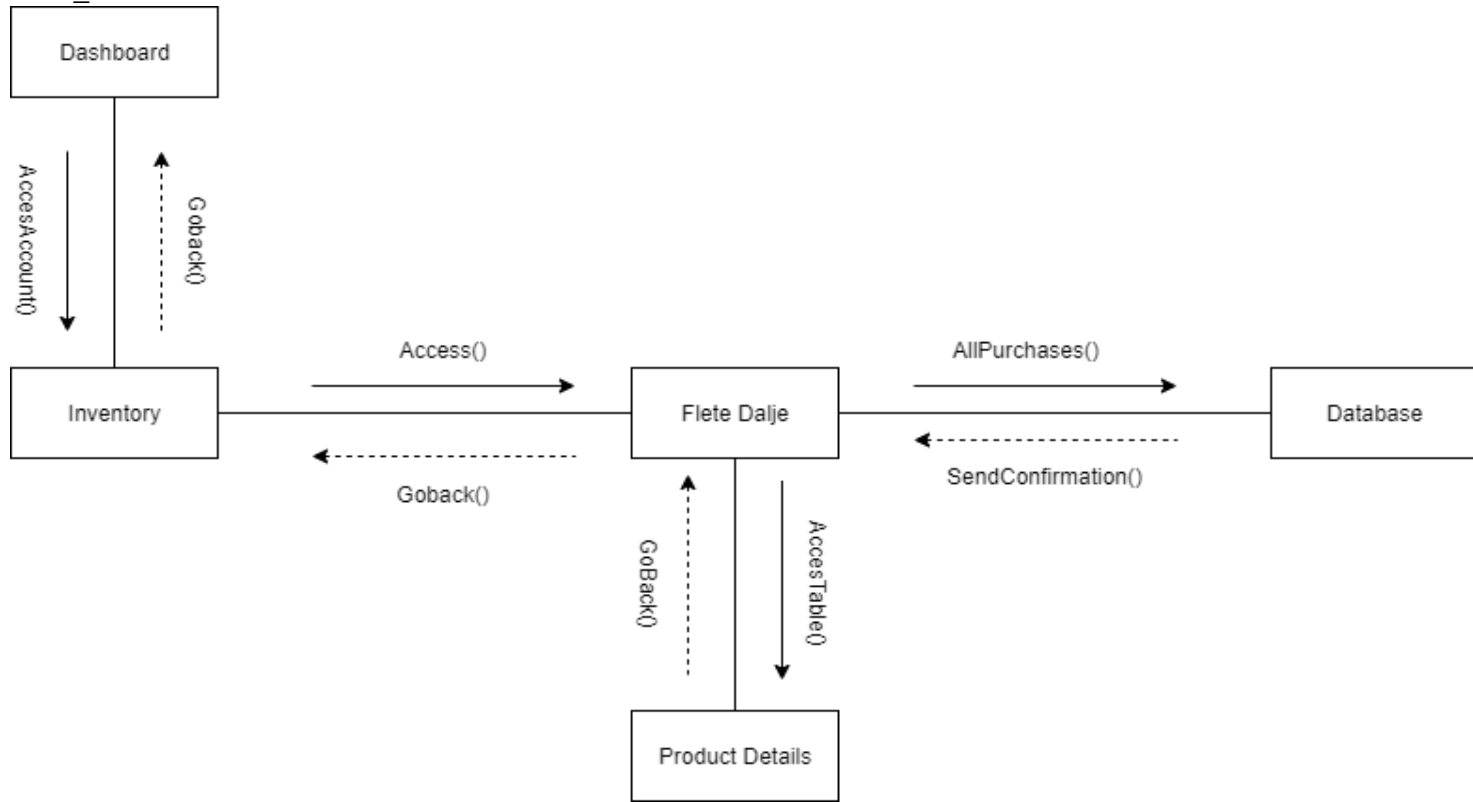 Dashboard
AccesAccount()
Goback()
Inventory
Access()
Goback()
Flete Dalje
AllPurchases()
SendConfirmation()
Database
GoBack()
AccesTable()
Product Details